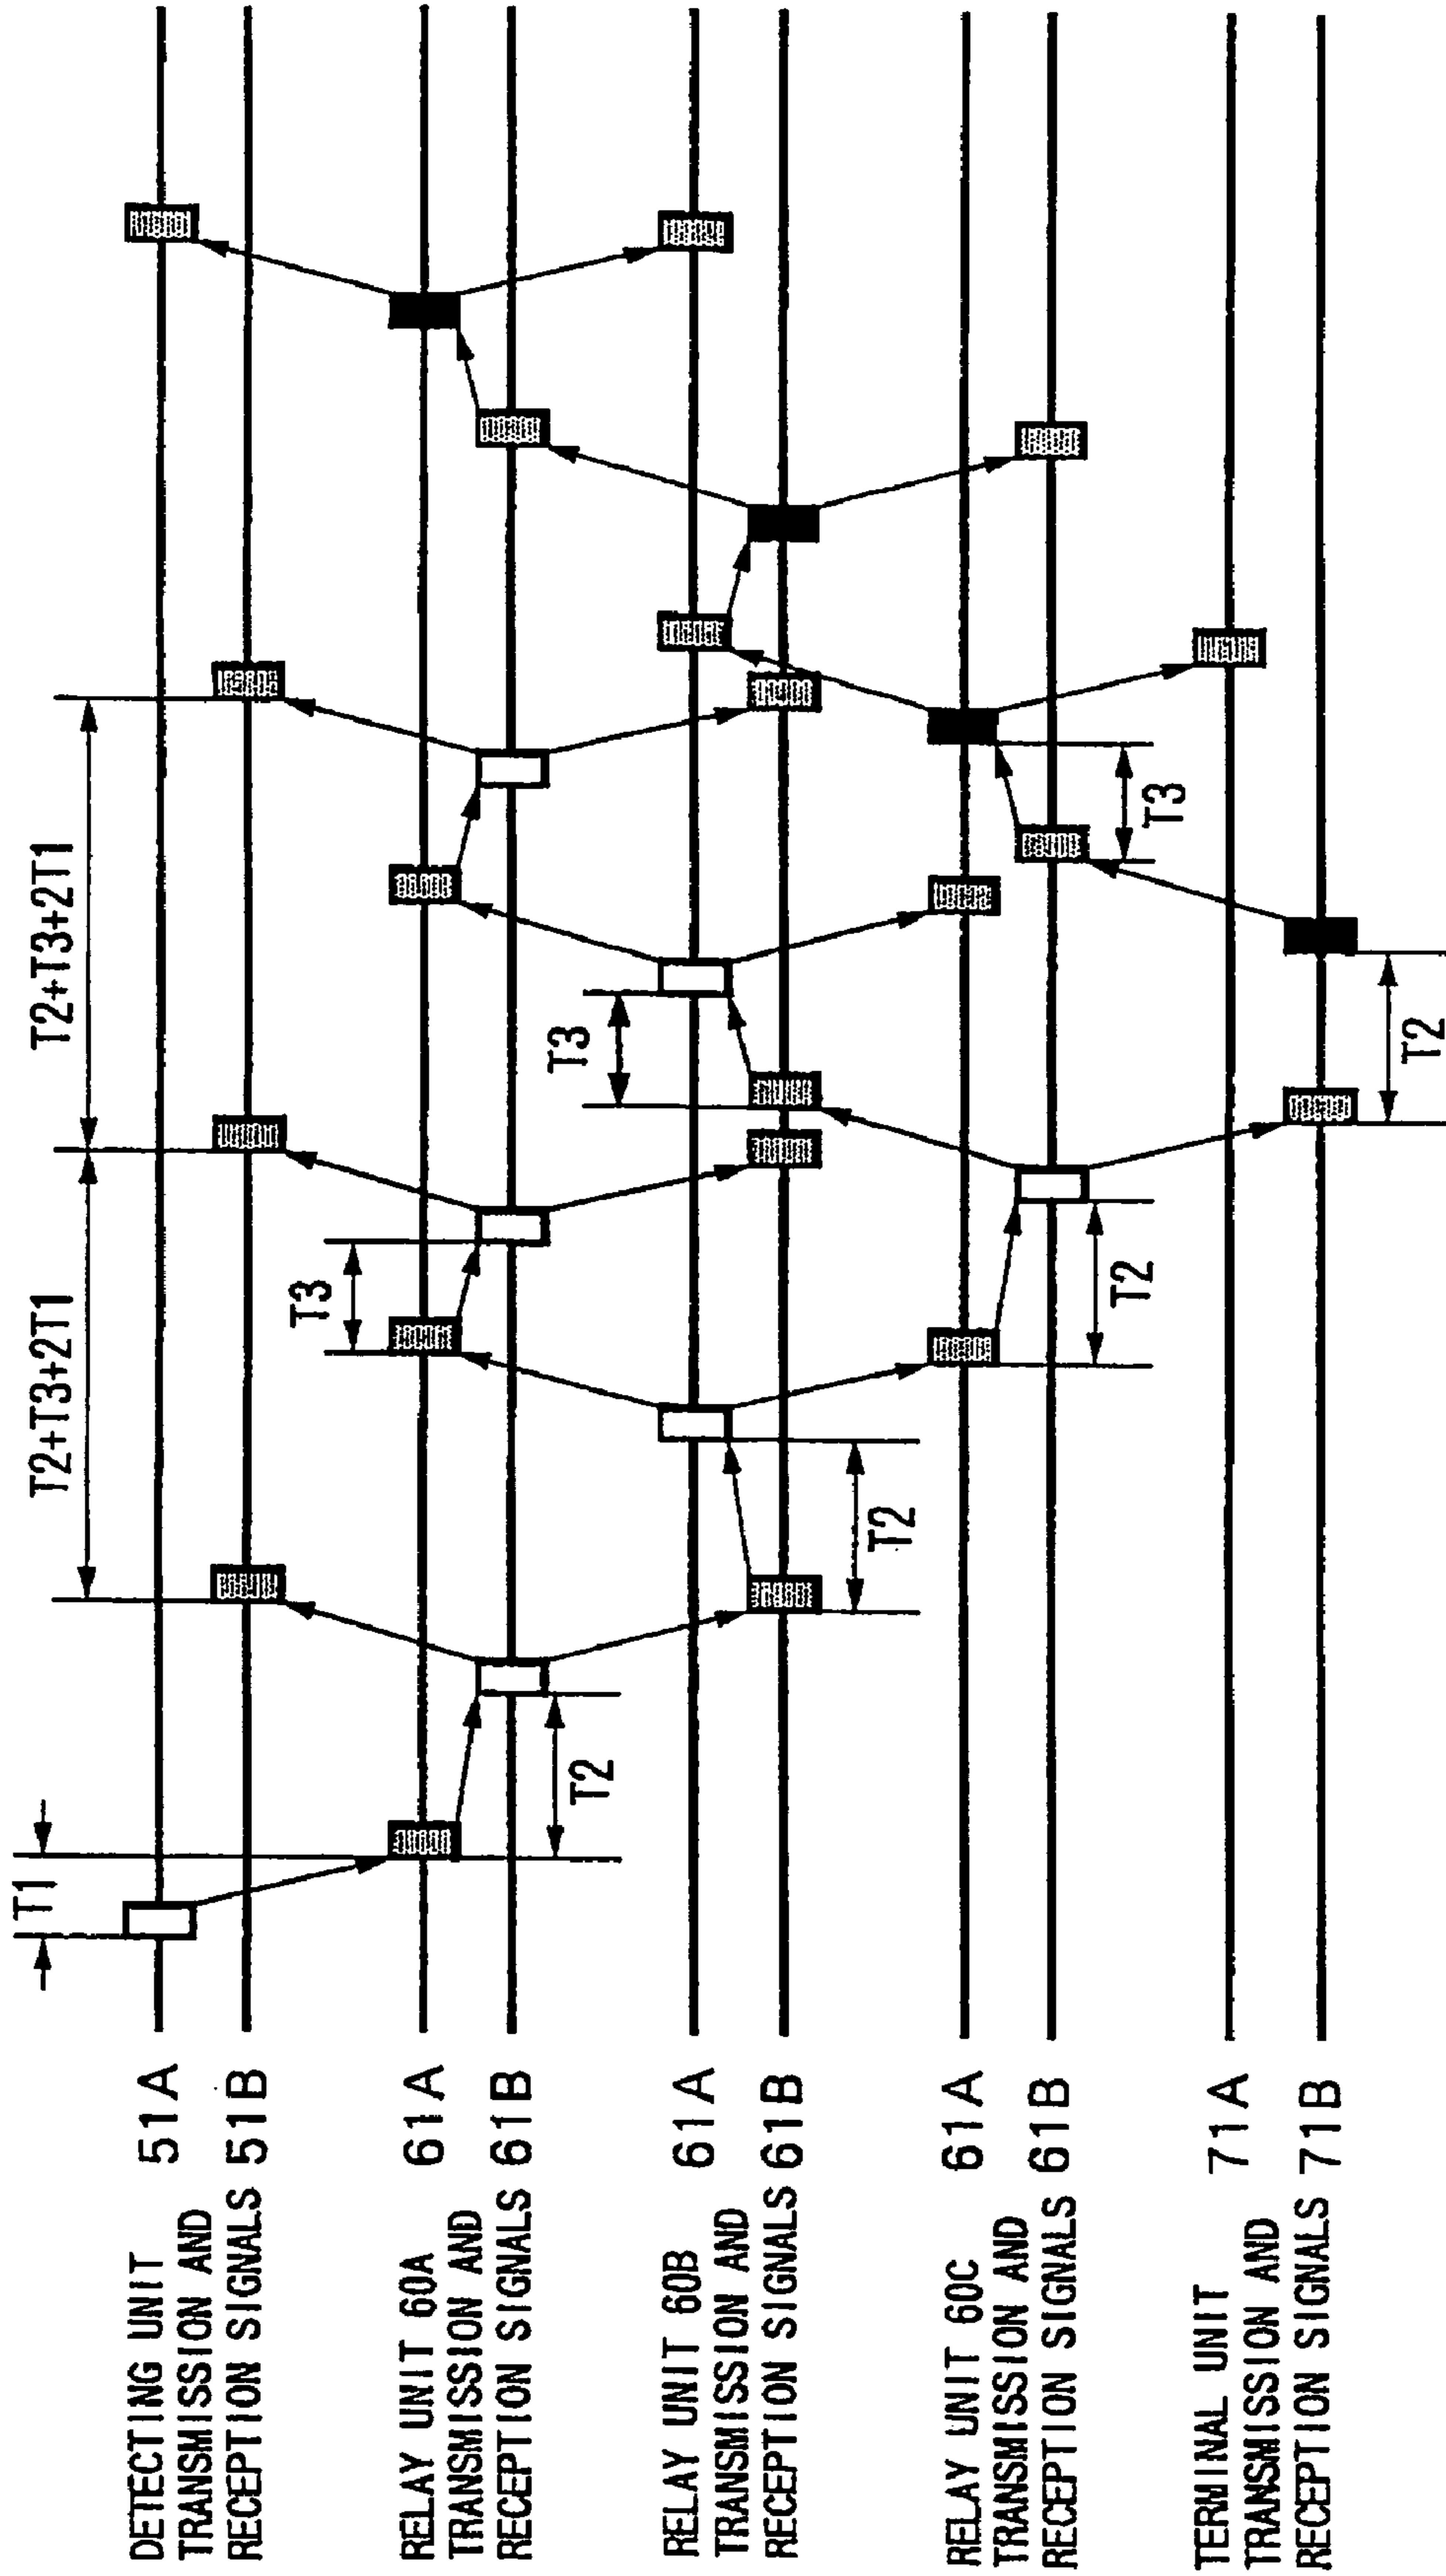 DETECTING UNIT
TRANSMISSION AND
RECEPTION SIGNALS
51A
51B
RELAY UNIT 60A
TRANSMISSION AND
RECEPTION SIGNALS
61A
61B
RELAY UNIT 60B
TRANSMISSION AND
RECEPTION SIGNALS
61A
61B
RELAY UNIT 60C
TRANSMISSION AND
RECEPTION SIGNALS
61A
61B
TERMINAL UNIT
TRANSMISSION AND
RECEPTION SIGNALS
71A
71B
T1
T2+T3+2T1
T2+T3+2T1
T2
T3
T3
T2
T2
T3
T2